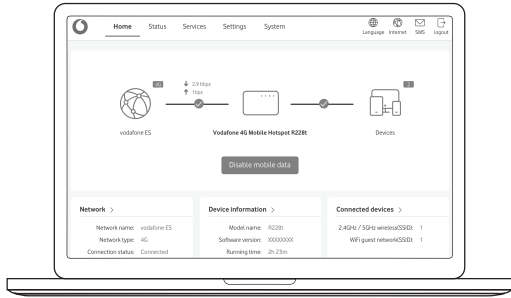 Home Status Services Settings System
Language Internet SMS logout
4G 2.9 Mbps 2
1bps
vodafone ES Vodafone 4G Mobile Hotspot R228t Devices
Disable mobile data
Network > Device information > Connected devices >
Network name: vodafone ES Model name: R228t 2.4GHz / 5GHz wireless(SSID): 1
Network type: 4G Software version: XXXXXXXX WiFi guest network(SSID): 1
Connection status: Connected Running time: 2h 23m